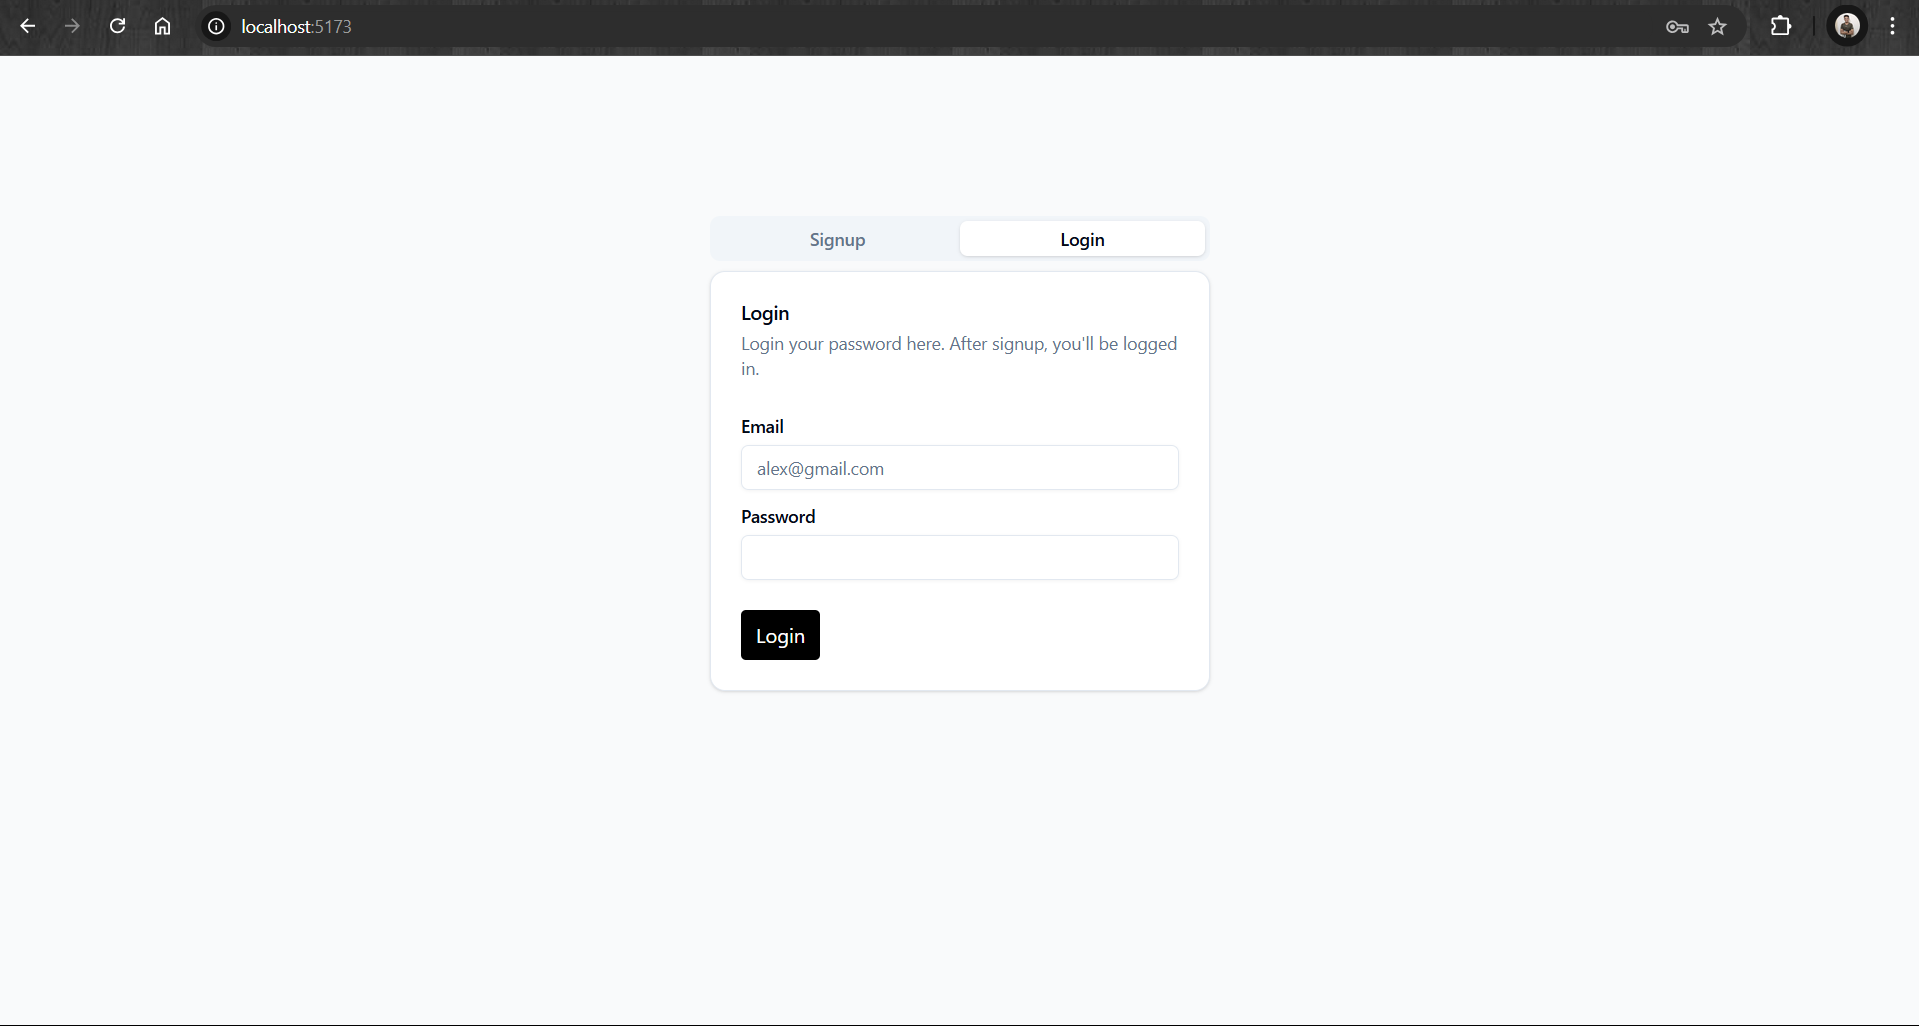 localhost:5173
Signup
Login
Login
Login your password here. After signup, you'll be logged
in.
Email
alex@gmail.com
Password
Login